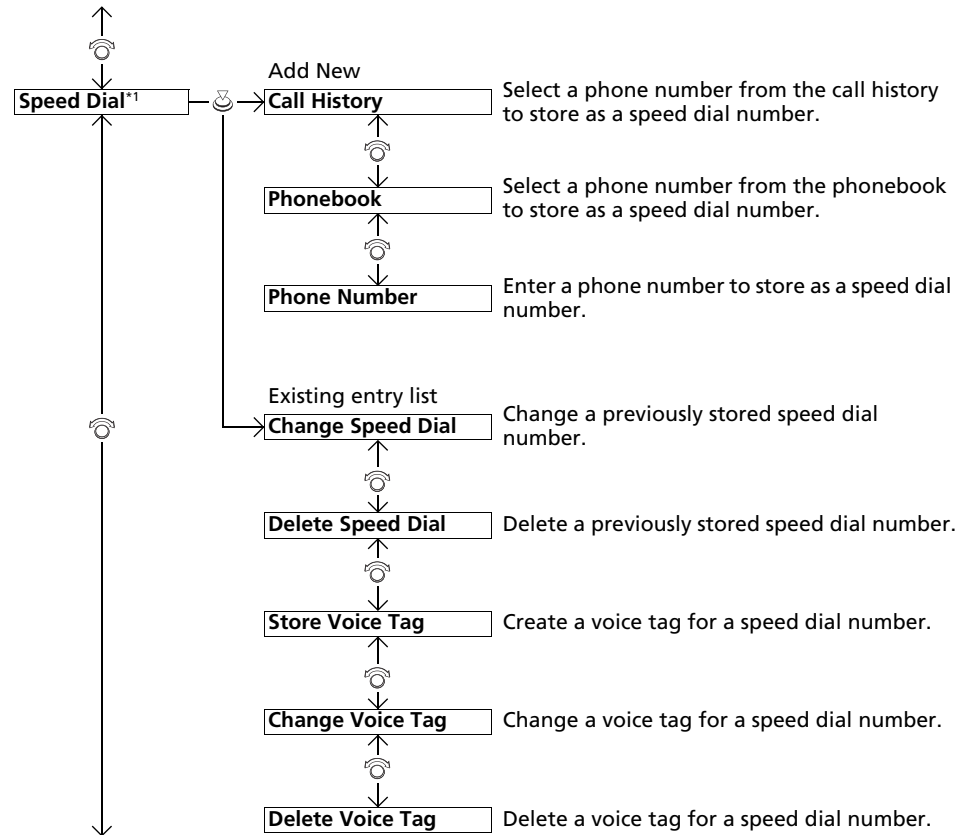 Add New
Speed Dial*1
Call History
Select a phone number from the call history
to store as a speed dial number.
Phonebook
Select a phone number from the phonebook
to store as a speed dial number.
Phone Number
Enter a phone number to store as a speed dial
number.
Existing entry list
Change Speed Dial
Change a previously stored speed dial
number.
Delete Speed Dial
Delete a previously stored speed dial number.
Store Voice Tag
Create a voice tag for a speed dial number.
Change Voice Tag
Change a voice tag for a speed dial number.
Delete Voice Tag
Delete a voice tag for a speed dial number.